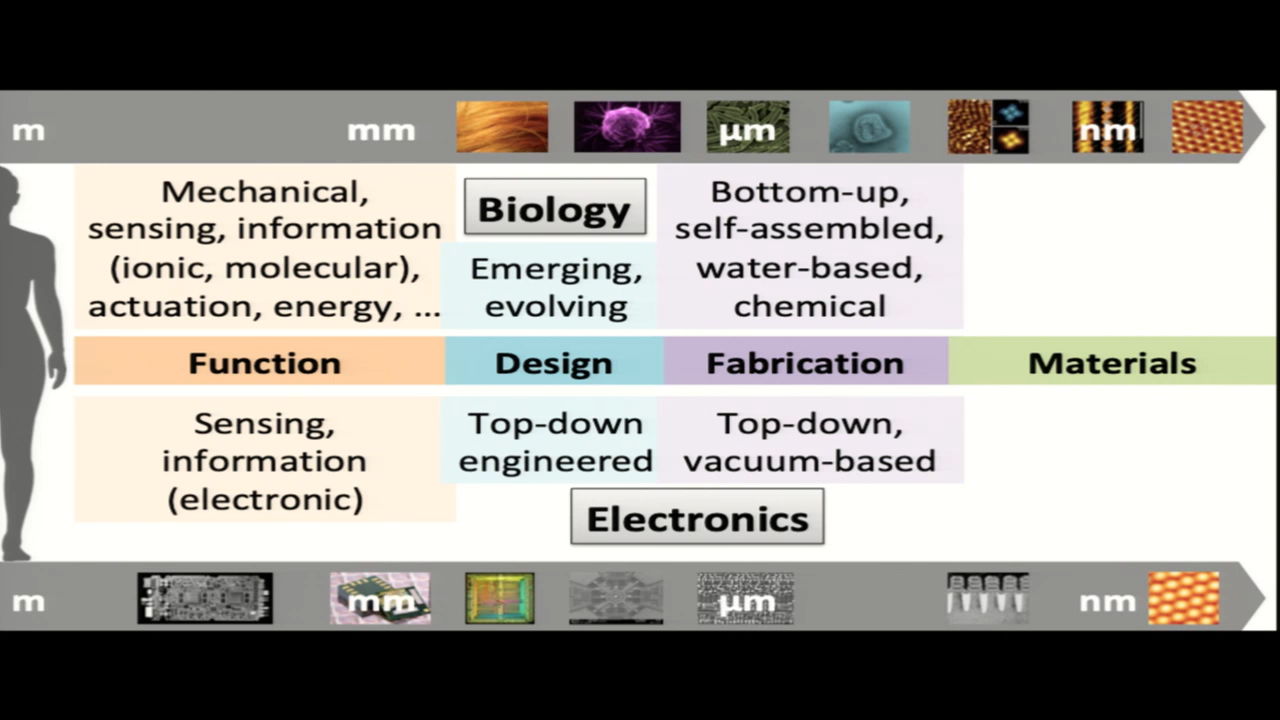 m mm μm nm
Mechanical,
sensing, information
(ionic, molecular),
actuation, energy, ...
Biology
Emerging,
evolving
Bottom-up,
self-assembled,
water-based,
chemical
Function Design Fabrication Materials
Sensing,
information
(electronic)
Top-down
engineered
Top-down,
vacuum-based
Electronics
m mm μm nm